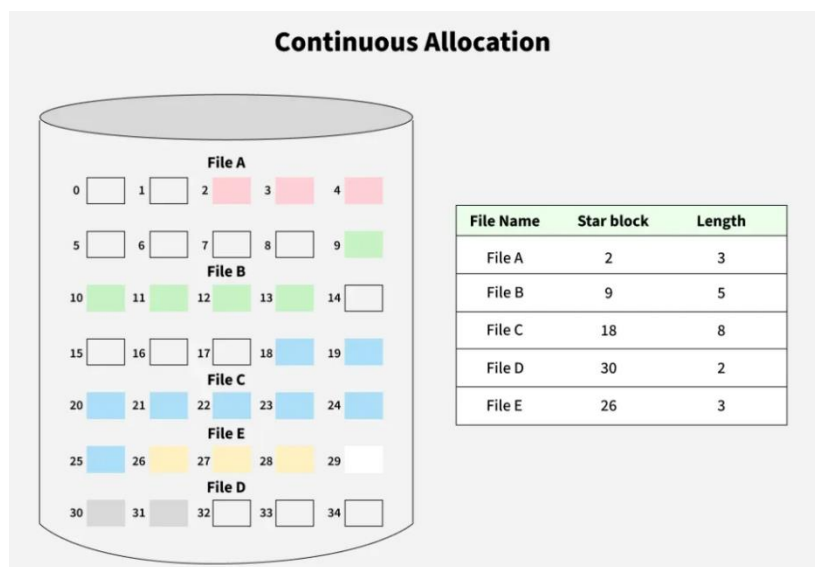 Continuous Allocation
File A
0 1 2 3 4
5 6 7 8 9
File B
10 11 12 13 14
15 16 17 18 19
File C
20 21 22 23 24
File E
25 26 27 28 29
File D
30 31 32 33 34
File Name Star block Length
File A 2 3
File B 9 5
File C 18 8
File D 30 2
File E 26 3